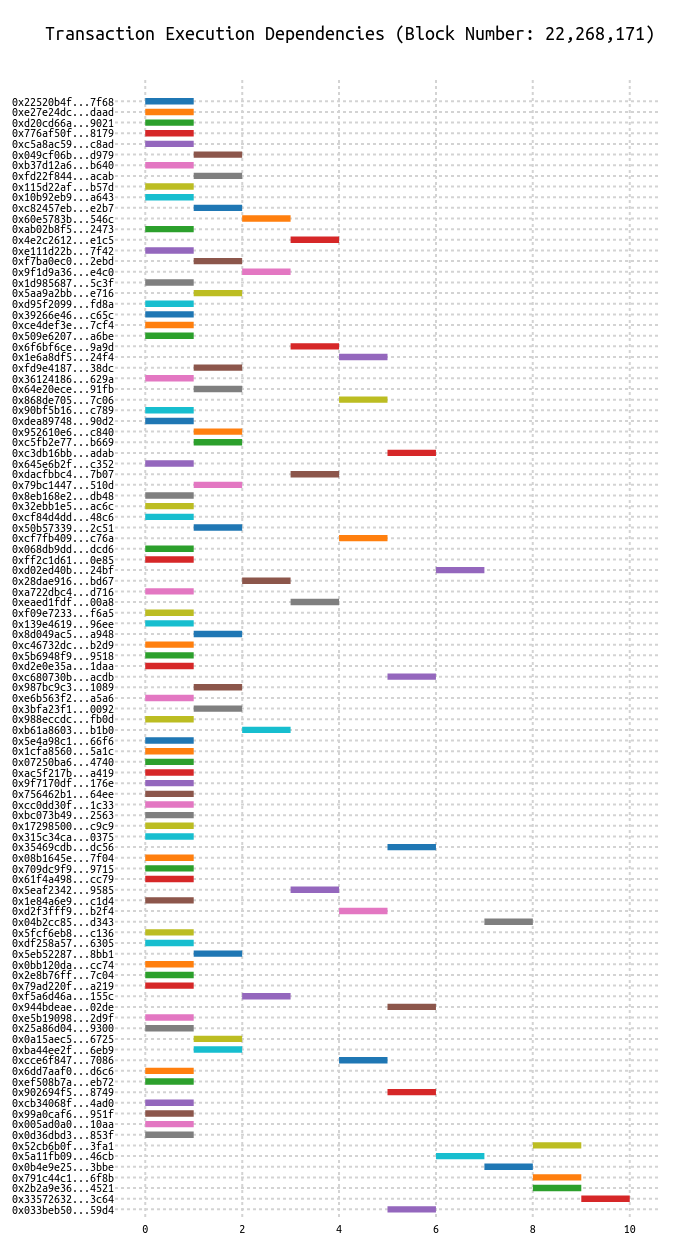 Transaction Execution Dependencies (Block Number: 22,268,171)
0x22520b4f...7f68
0xe27e24dc...daad
0xd20cd66a...9021
0x776af50f...8179
0xc5a8ac59...c8ad
0x049cf06b...d979
0xb37d12a6...b640
0xfd22f844...acab
0x115d22af...b57d
0x10b92eb9...a643
0xc82457eb...e2b7
0x60e5783b...546c
0xab02b8f5...2473
0x4e2c2612...e1c5
0xe111d22b...7f42
0xf7ba0ec0...2ebd
0x9f1d9a36...e4c0
0x1d985687...5c3f
0x5aa9a2bb...e716
0xd95f2099...fd8a
0x39266e46...c65c
0xce4def3e...7cf4
0x509e6207...a6be
0x6f6bf6ce...9a9d
0x1e6a8df5...24f4
0xfd9e4187...38dc
0x36124186...629a
0x64e20ece...91fb
0x868de705...7c06
0x90bf5b16...c789
0xdea89748...90d2
0x952610e6...c840
0xc5fb2e77...b669
0xc3db16bb...adab
0x645e6b2f...c352
0xdacfbbc4...7b07
0x79bc1447...510d
0x8eb168e2...db48
0x32ebb1e5...ac6c
0xcf84d4dd...48c6
0x50b57339...2c51
0xcf7fb409...c76a
0x068db9dd...dcd6
0xff2c1d61...0e85
0xd02ed40b...24bf
0x28dae916...bd67
0xa722dbc4...d716
0xeaed1fdf...00a8
0xf09e7233...f6a5
0x139e4619...96ee
0x8d049ac5...a948
0xc46732dc...b2d9
0x5b6948f9...9518
0xd2e0e35a...1daa
0xc680730b...acdb
0x987bc9c3...1089
0xe6b563f2...a5a6
0x3bfa23f1...0092
0x988eccdc...fb0d
0xb61a8603...b1b0
0x5e4a98c1...66f6
0x1cfa8560...5a1c
0x07250ba6...4740
0xac5f217b...a419
0x9f7170df...176e
0x756462b1...64ee
0xcc0dd30f...1c33
0xbc073b49...2563
0x17298500...c9c9
0x315c34ca...0375
0x35469cdb...dc56
0x08b1645e...7f04
0x709dc9f9...9715
0x61f4a498...cc79
0x5eaf2342...9585
0x1e84a6e9...c1d4
0xd2f3fff9...b2f4
0x04b2cc85...d343
0x5fcf6eb8...c136
0xdf258a57...6305
0x5eb52287...8bb1
0x0bb120da...cc74
0x2e8b76ff...7c04
0x79ad220f...a219
0xf5a6d46a...155c
0x944bdeae...02de
0xe5b19098...2d9f
0x25a86d04...9300
0x0a15aec5...6725
0xba44ee2f...6eb9
0xcce6f847...7086
0x6dd7aaf0...d6c6
0xef508b7a...eb72
0x902694f5...8749
0xcb34068f...4ad0
0x99a0caf6...951f
0x005ad0a0...10aa
0x0d36dbd3...853f
0x52cb6b0f...3fa1
0x5a11fb09...46cb
0x0b4e9e25...3bbe
0x791c44c1...6f8b
0x2b2a9e36...4521
0x33572632...3c64
0x033beb50...59d4
0 2 4 6 8 10